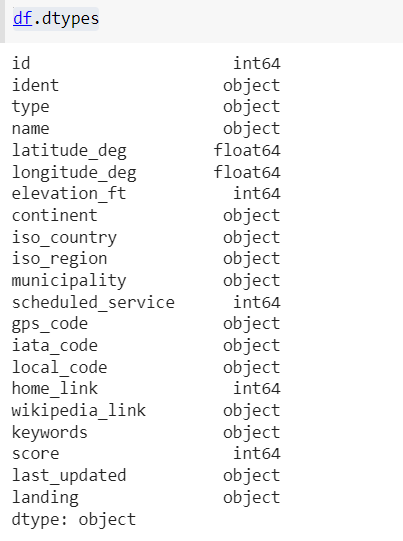 df.dtypes
id int64
ident object
type object
name object
latitude_deg float64
longitude_deg float64
elevation_ft int64
continent object
iso_country object
iso_region object
municipality object
scheduled_service int64
gps_code object
iata_code object
local_code object
home_link int64
wikipedia_link object
keywords object
score int64
last_updated object
landing object
dtype: object